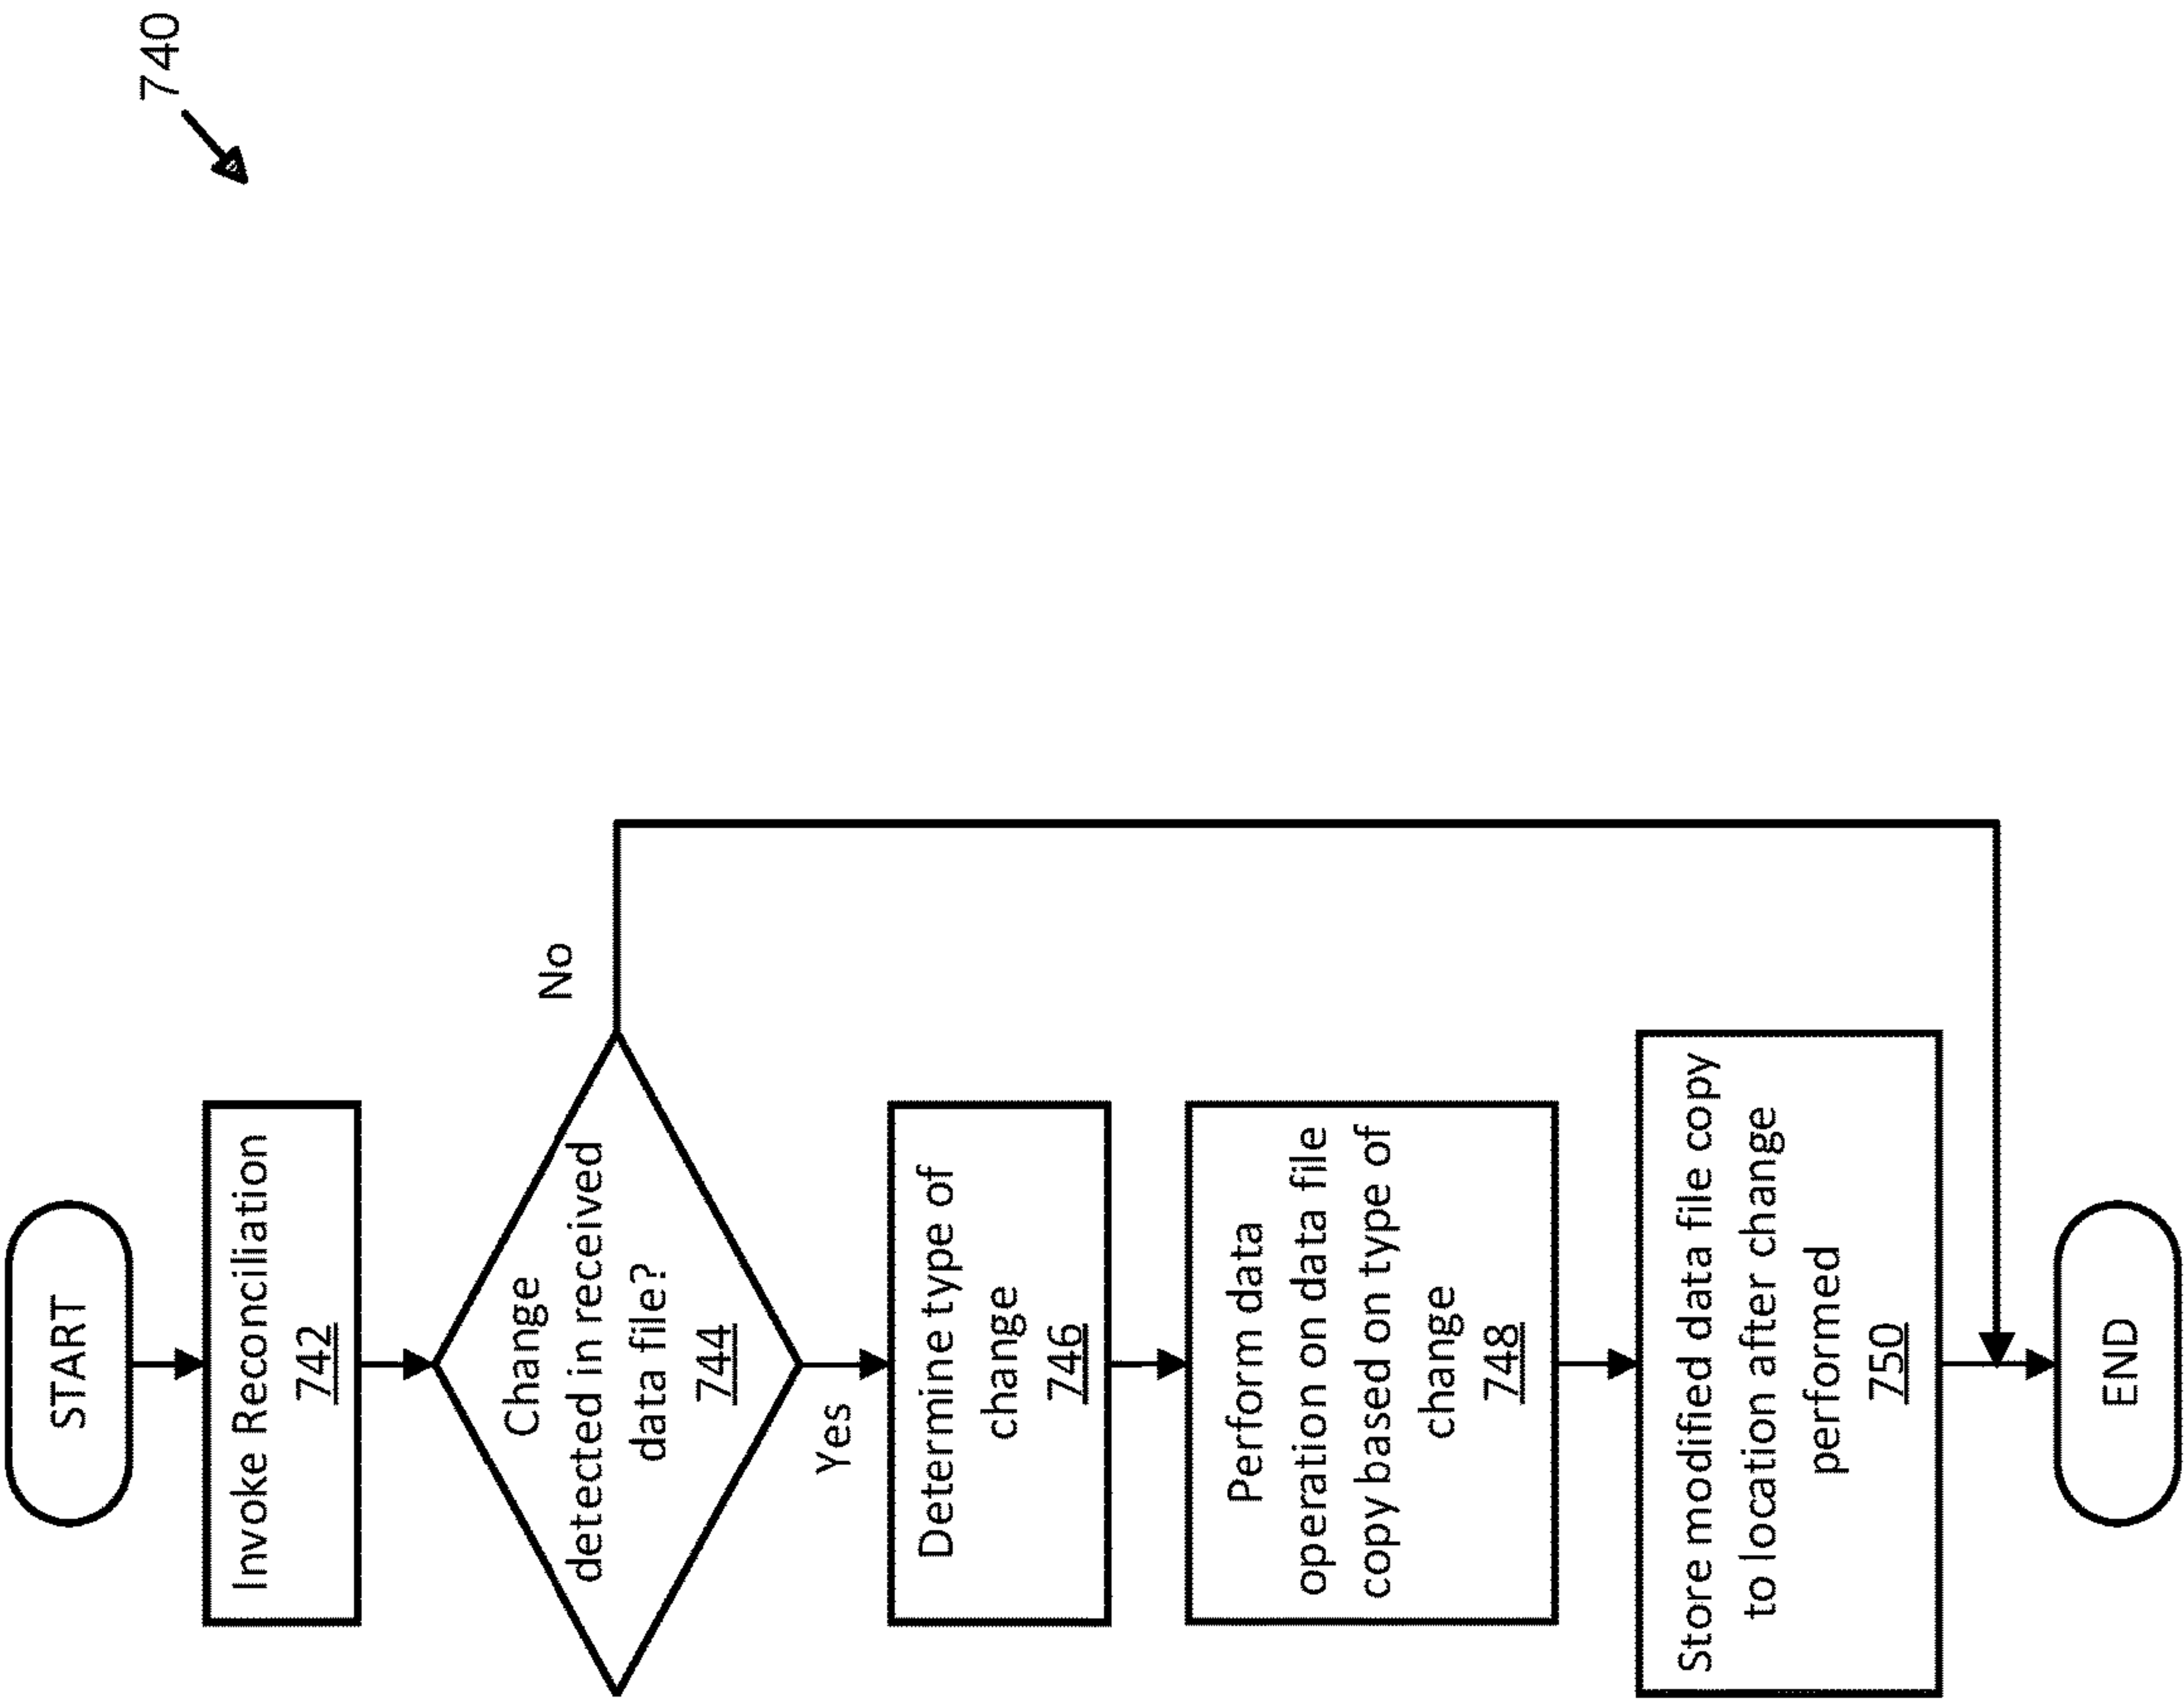 740
START
Invoke Reconciliation
742
Change
detected in received
data file?
744
No
Yes
Determine type of
change
746
Perform data
operation on data file
copy based on type of
change
748
Store modified data file copy
to location after change
performed
750
END